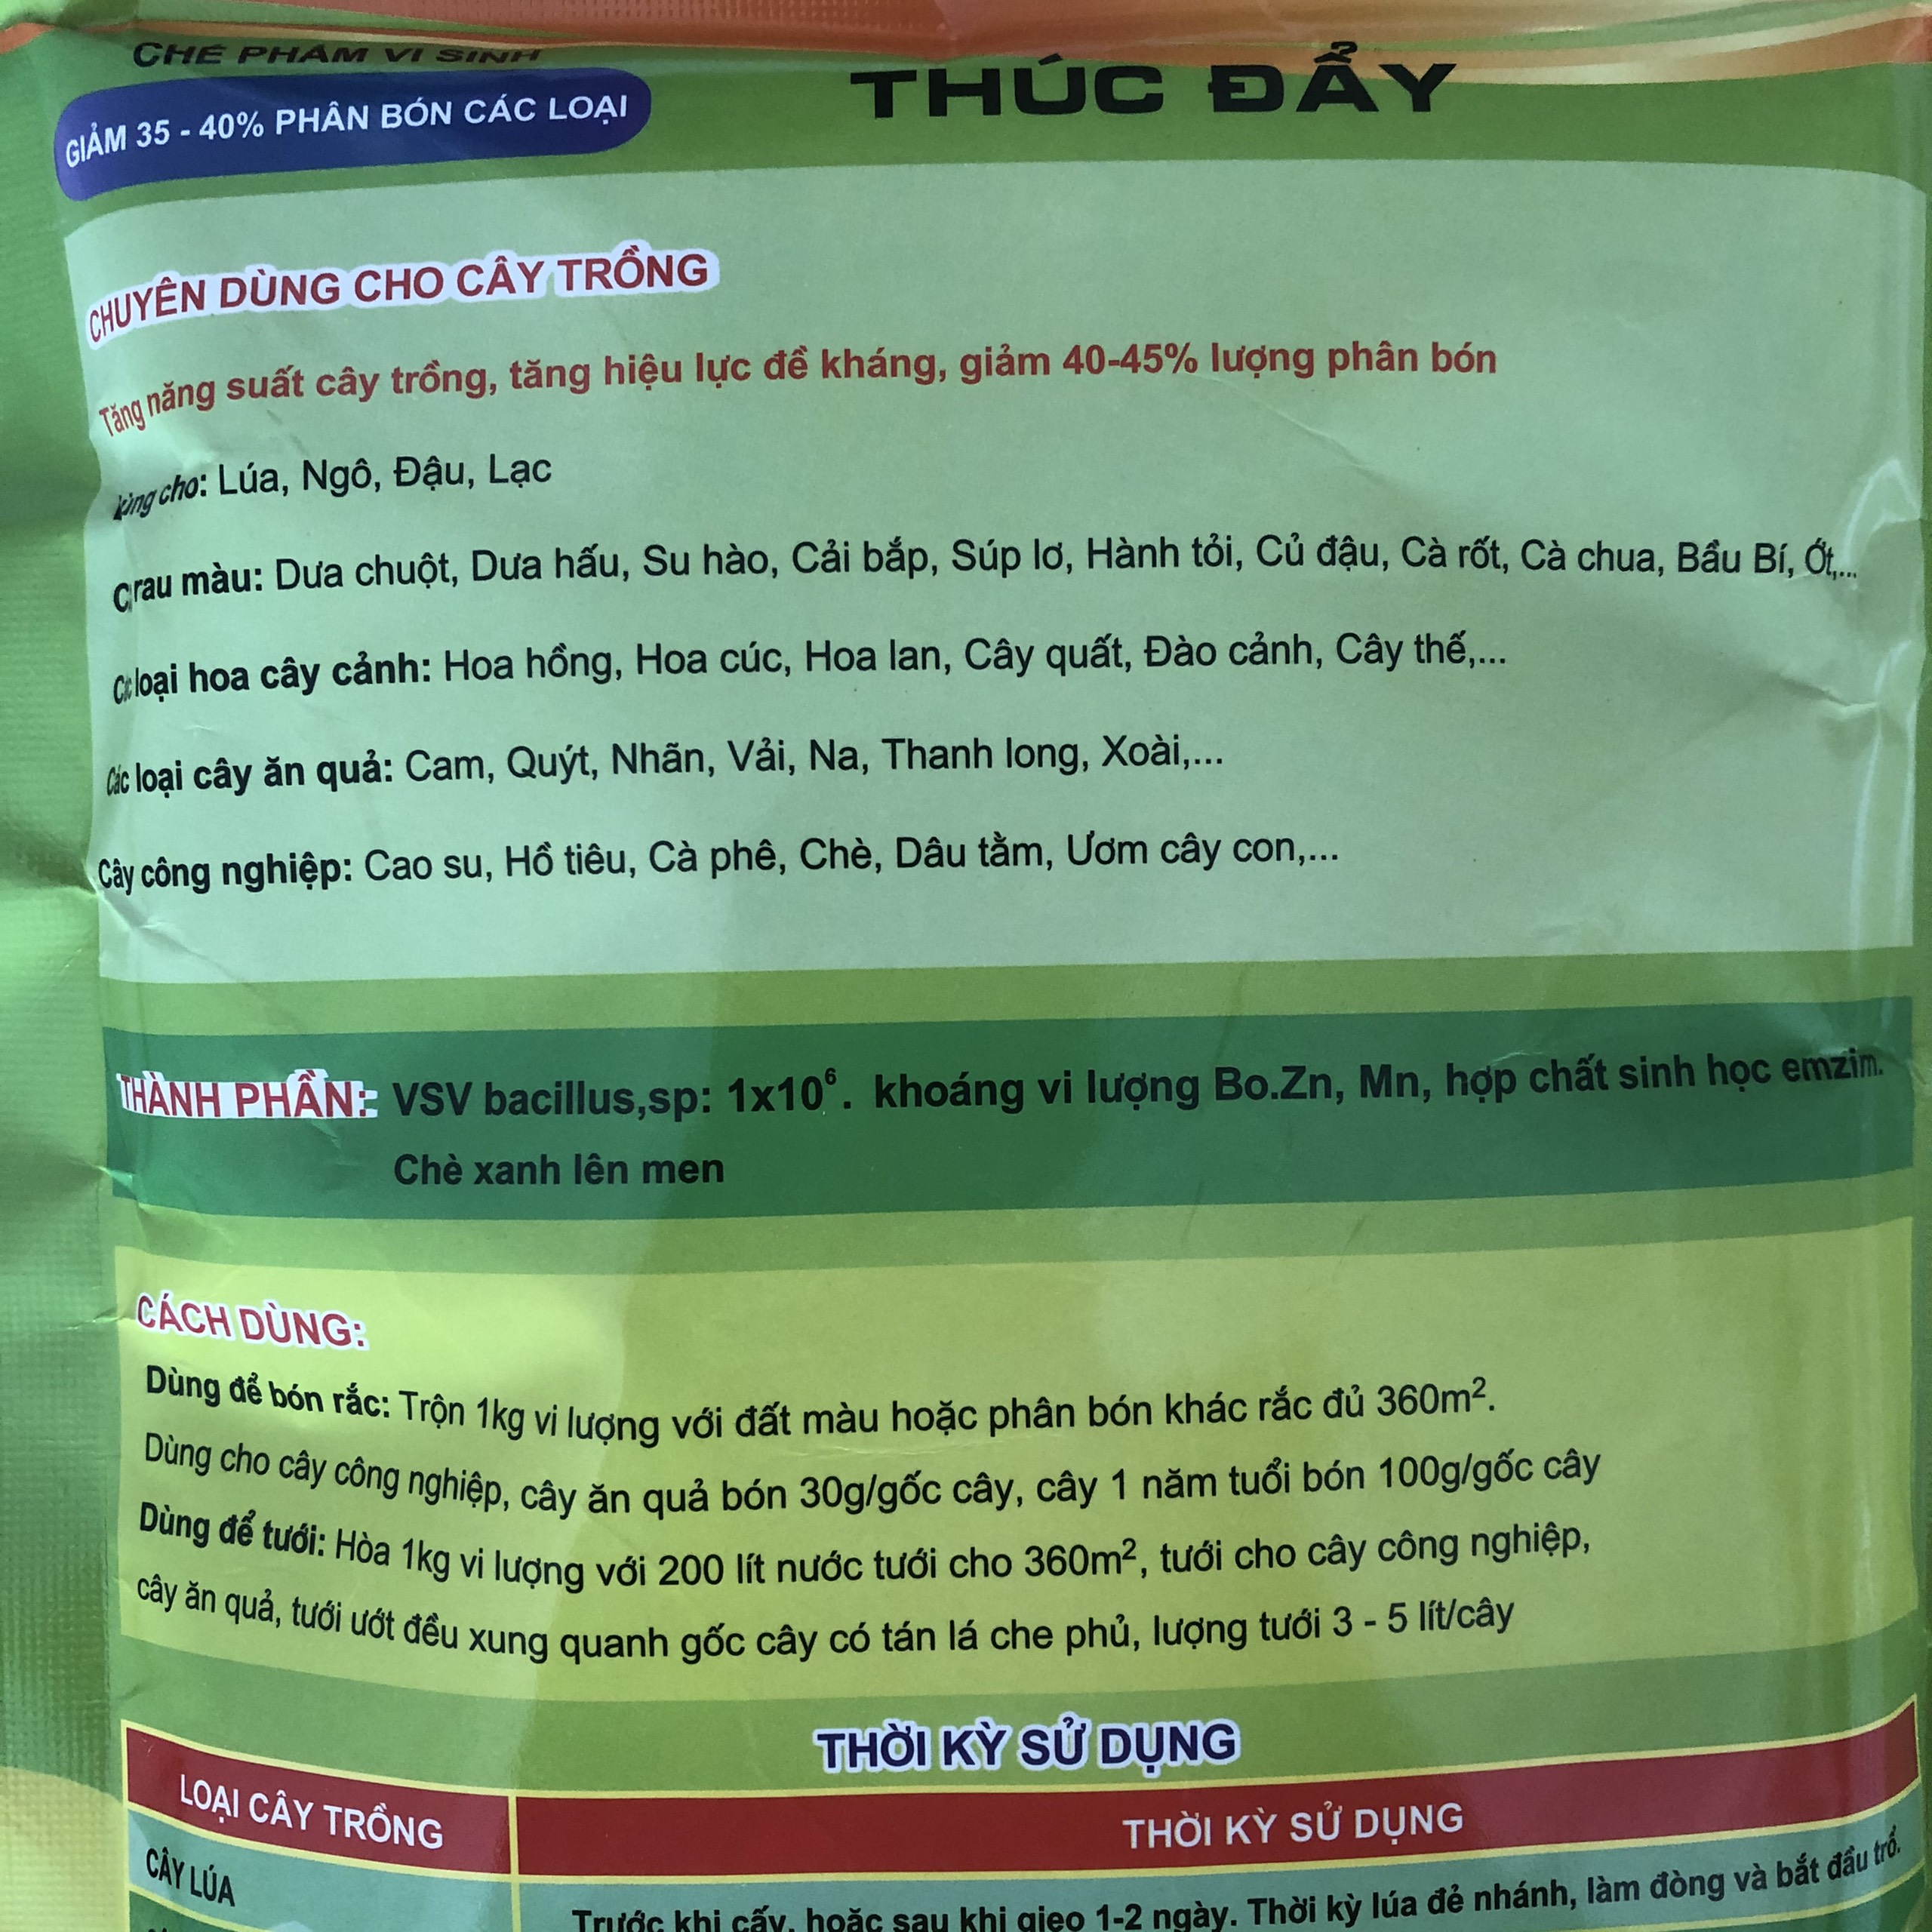 CHẾ PHẨM VI SINH
THÚC ĐẨY
GIẢM 35 - 40% PHÂN BÓN CÁC LOẠI
CHUYÊN DÙNG CHO CÂY TRỒNG
Tăng năng suất cây trồng, tăng hiệu lực đề kháng, giảm 40-45% lượng phân bón
cho: Lúa, Ngô, Đậu, Lạc
rau màu: Dưa chuột, Dưa hấu, Su hào, Cải bắp, Súp lơ, Hành tỏi, Củ đậu, Cà rốt, Cà chua, Bầu Bí, Ớt,...
loại hoa cây cảnh: Hoa hồng, Hoa cúc, Hoa lan, Cây quất, Đào cảnh, Cây thế,...
Các loại cây ăn quả: Cam, Quýt, Nhãn, Vải, Na, Thanh long, Xoài,...
Cây công nghiệp: Cao su, Hồ tiêu, Cà phê, Chè, Dâu tằm, Ươm cây con,...
THÀNH PHẦN: VSV bacillus,sp: 1x10⁶. khoáng vi lượng Bo.Zn, Mn, hợp chất sinh học emzim.
Chè xanh lên men
CÁCH DÙNG:
Dùng để bón rắc: Trộn 1kg vi lượng với đất màu hoặc phân bón khác rắc đủ 360m².
Dùng cho cây công nghiệp, cây ăn quả bón 30g/gốc cây, cây 1 năm tuổi bón 100g/gốc cây
Dùng để tưới: Hòa 1kg vi lượng với 200 lít nước tưới cho 360m², tưới cho cây công nghiệp,
cây ăn quả, tưới ướt đều xung quanh gốc cây có tán lá che phủ, lượng tưới 3 - 5 lít/cây
THỜI KỲ SỬ DỤNG
LOẠI CÂY TRỒNG
THỜI KỲ SỬ DỤNG
CÂY LÚA
Trước khi cấy, hoặc sau khi gieo 1-2 ngày. Thời kỳ lúa đẻ nhánh, làm đòng và bắt đầu trổ.